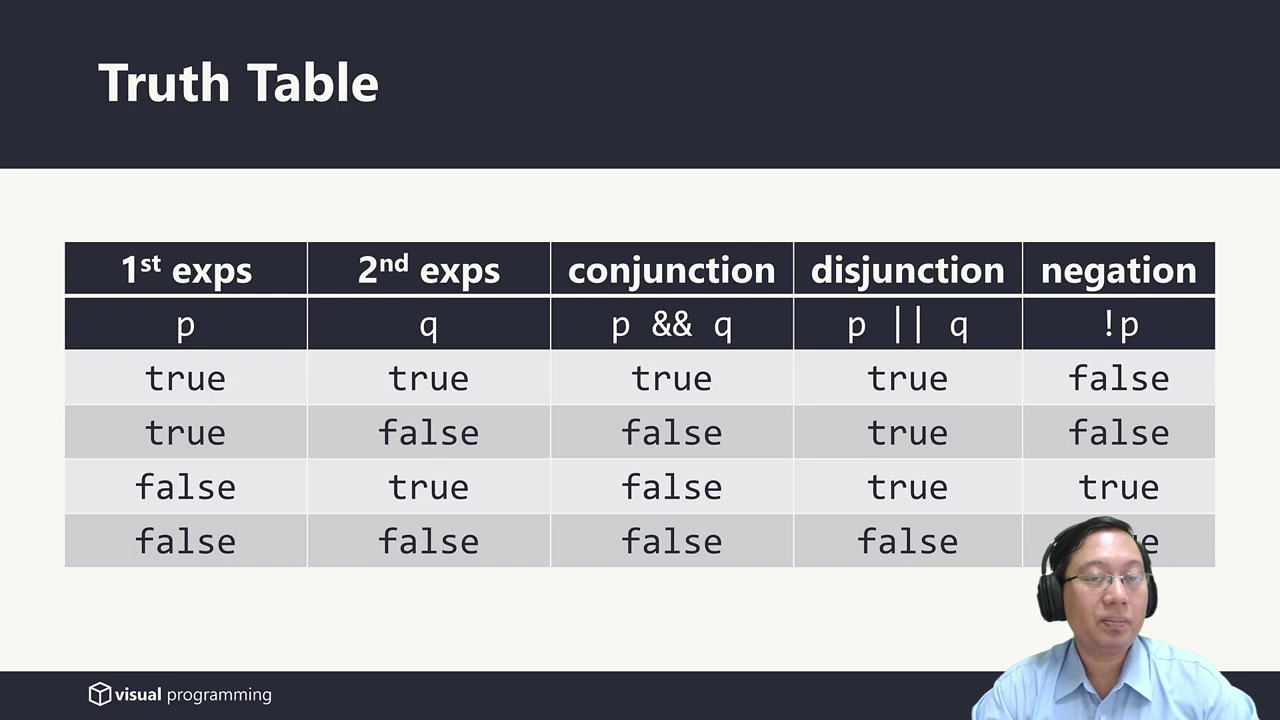 Truth Table
1st exps 2nd exps conjunction disjunction negation
p q p && q p || q !p
true true true true false
true false false true false
false true false true true
false false false false
visual programming